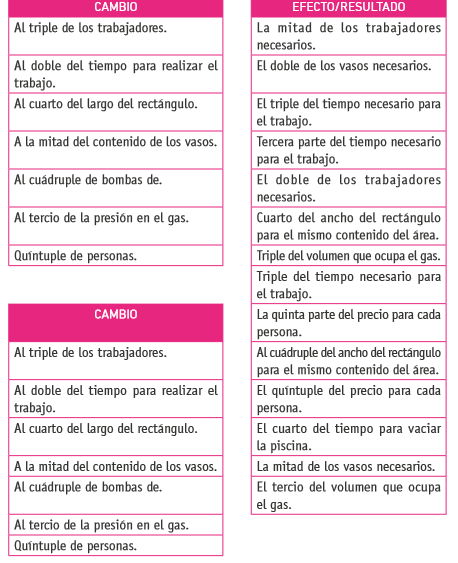 CAMBIO
Al triple de los trabajadores.
Al doble del tiempo para realizar el
trabajo.
Al cuarto del largo del rectángulo.
A la mitad del contenido de los vasos.
Al cuádruple de bombas de.
Al tercio de la presión en el gas.
Quíntuple de personas.
CAMBIO
Al triple de los trabajadores.
Al doble del tiempo para realizar el
trabajo.
Al cuarto del largo del rectángulo.
A la mitad del contenido de los vasos.
Al cuádruple de bombas de.
Al tercio de la presión en el gas.
Quíntuple de personas.
EFECTO/RESULTADO
La mitad de los trabajadores
necesarios.
El doble de los vasos necesarios.
El triple del tiempo necesario para
el trabajo.
Tercera parte del tiempo necesario
para el trabajo.
El doble de los trabajadores
necesarios.
Cuarto del ancho del rectángulo
para el mismo contenido del área.
Triple del volumen que ocupa el gas.
Triple del tiempo necesario para
el trabajo.
La quinta parte del precio para cada
persona.
Al cuádruple del ancho del rectángulo
para el mismo contenido del área.
El quíntuple del precio para cada
persona.
El cuarto del tiempo para vaciar
la piscina.
La mitad de los vasos necesarios.
El tercio del volumen que ocupa
el gas.